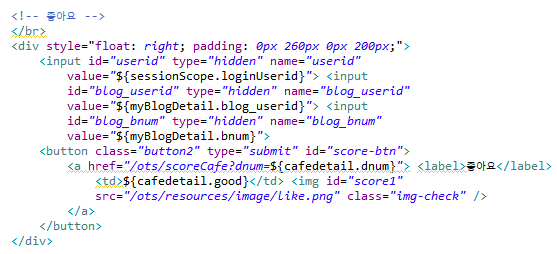 <!-- 좋아요 -->
</br>
<div style="float: right; padding: 0px 260px 0px 200px;">
<input id="userid" type="hidden" name="userid"
value="${sessionScope.loginUserid}"> <input
id="blog_userid" type="hidden" name="blog_userid"
value="${myBlogDetail.blog_userid}"> <input
id="blog_bnum" type="hidden" name="blog_bnum"
value="${myBlogDetail.bnum}">
<button class="button2" type="submit" id="score-btn">
<a href="/ots/scoreCafe?dnum=${cafedetail.dnum}"> <label>좋아요</label>
<td>${cafedetail.good}</td> <img id="score1"
src="/ots/resources/image/like.png" class="img-check" />
</a>
</button>
</div>